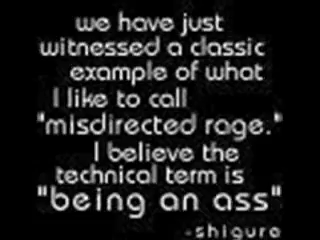 we have just
witnessed a classic
example of what
I like to call
"misdirected rage."
I believe the
technical term is
"being an ass"
-shigure